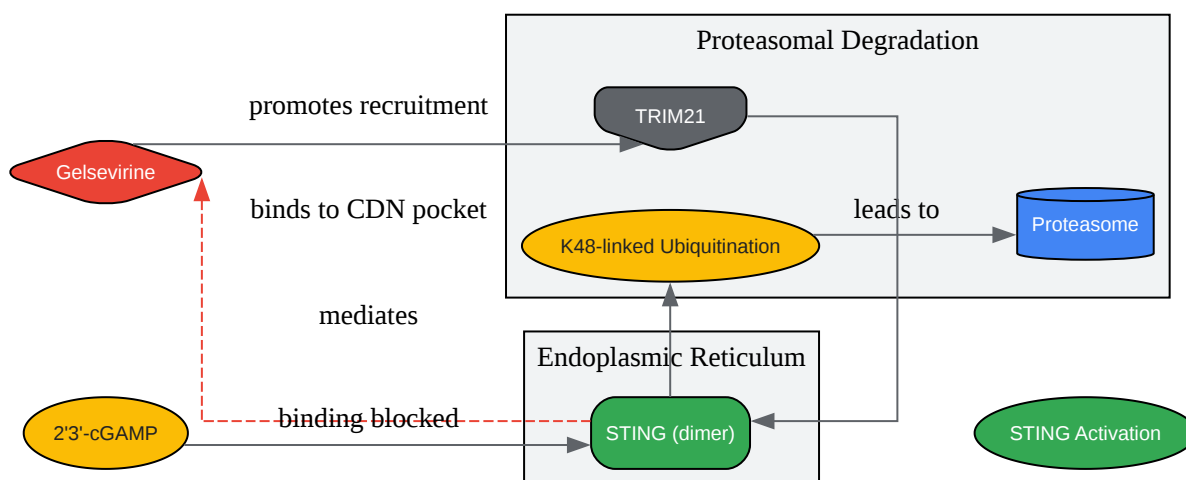 Proteasomal Degradation
promotes recruitment
TRIM21
Gelsevirine
binds to CDN pocket
leads to
Proteasome
K48-linked Ubiquitination
mediates
Endoplasmic Reticulum
binding blocked
2'3'-cGAMP
STING (dimer)
STING Activation